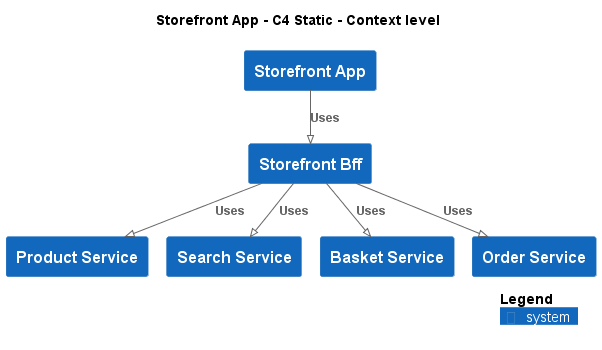 Storefront App - C4 Static - Context level
Storefront App
Uses
Storefront Bff
Uses Uses Uses Uses
Product Service Search Service Basket Service Order Service
Legend
system